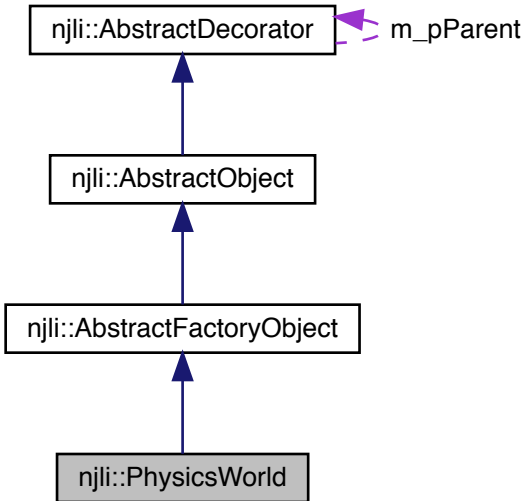 njli::AbstractDecorator
m_pParent
njli::AbstractObject
njli::AbstractFactoryObject
njli::PhysicsWorld